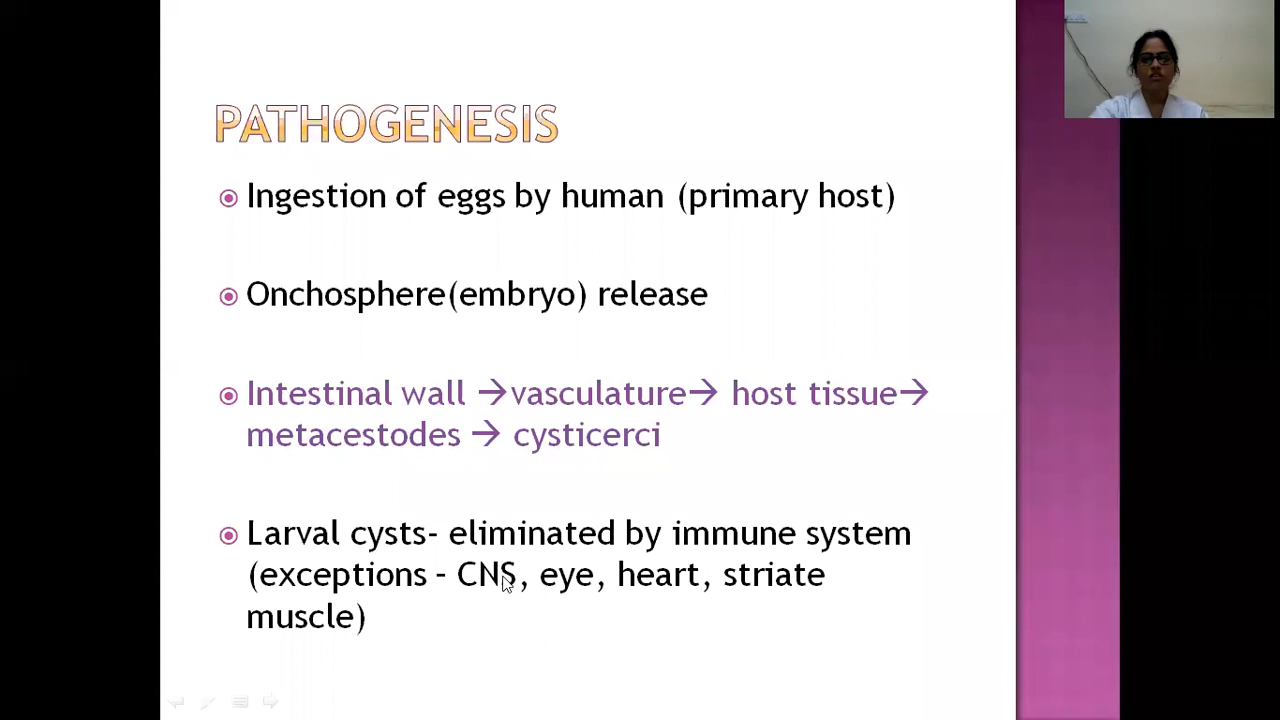 PATHOGENESIS
Ingestion of eggs by human (primary host)
Onchosphere(embryo) release
Intestinal wall →vasculature→ host tissue→
metacestodes → cysticerci
Larval cysts- eliminated by immune system
(exceptions - CNS, eye, heart, striate
muscle)